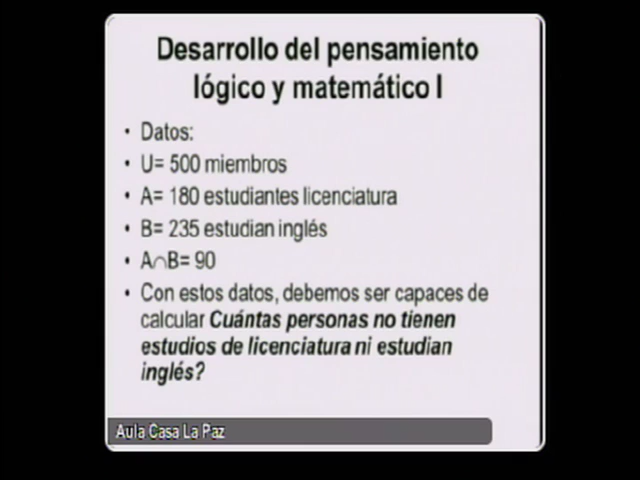 Desarrollo del pensamiento
lógico y matemático I
• Datos:
• U= 500 miembros
• A= 180 estudiantes licenciatura
• B= 235 estudian inglés
• A∩B= 90
• Con estos datos, debemos ser capaces de
calcular Cuántas personas no tienen
estudios de licenciatura ni estudian
inglés?
Aula Casa La Paz